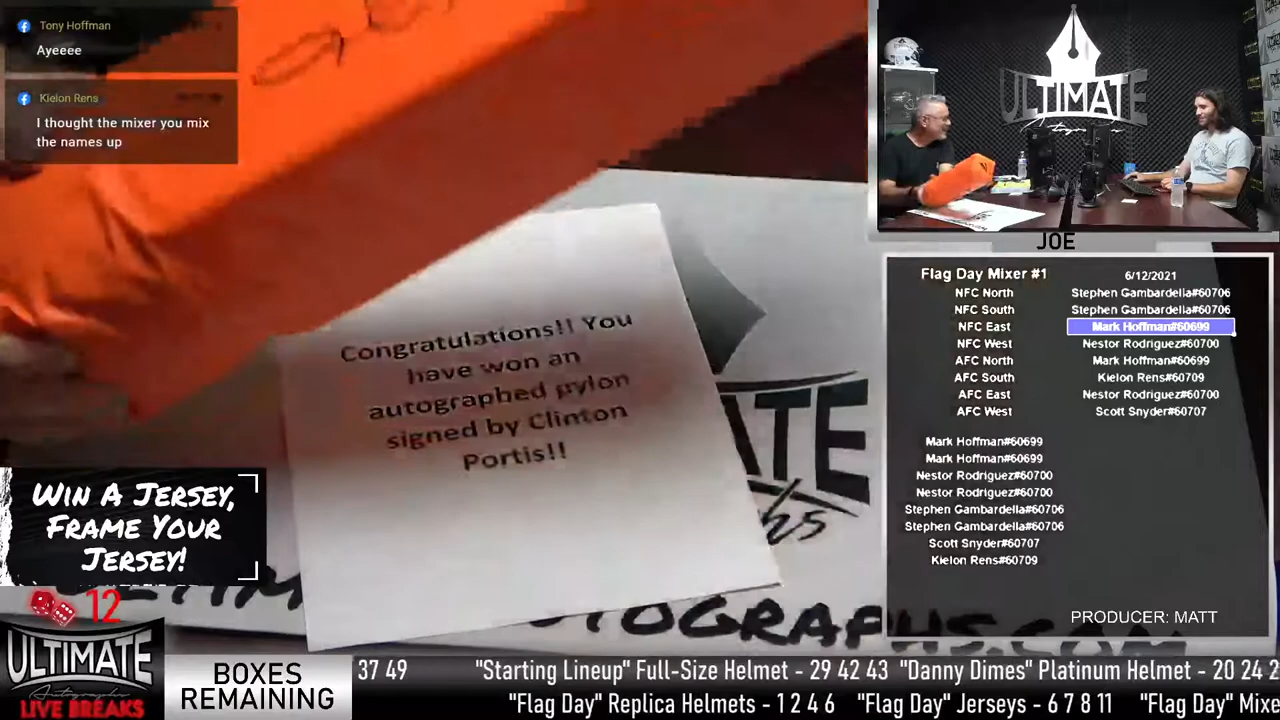 Tony Hoffman
Ayeeee
Kielon Rens
I thought the mixer you mix
the names up
Congratulations!! You
have won an
autographed pylon
signed by Clinton
Portis!!
ULTIMATE
JOE
Flag Day Mixer #1 6/12/2021
NFC North Stephen Gambardella#60706
NFC South Stephen Gambardella#60706
NFC East Mark Hoffman#60699
NFC West Nestor Rodriguez#60700
AFC North Mark Hoffman#60699
AFC South Kielon Rens#60709
AFC East Nestor Rodriguez#60700
AFC West Scott Snyder#60707
Mark Hoffman#60699
Mark Hoffman#60699
Nestor Rodriguez#60700
Nestor Rodriguez#60700
Stephen Gambardella#60706
Stephen Gambardella#60706
Scott Snyder#60707
Kielon Rens#60709
PRODUCER: MATT
WIN A JERSEY,
FRAME YOUR
JERSEY!
12
ULTIMATE
Autographs
LIVE BREAKS
BOXES
REMAINING
37 49 "Starting Lineup" Full-Size Helmet - 29 42 43 "Danny Dimes" Platinum Helmet - 20 24 2
"Flag Day" Replica Helmets - 1 2 4 6 "Flag Day" Jerseys - 6 7 8 11 "Flag Day" Mixe